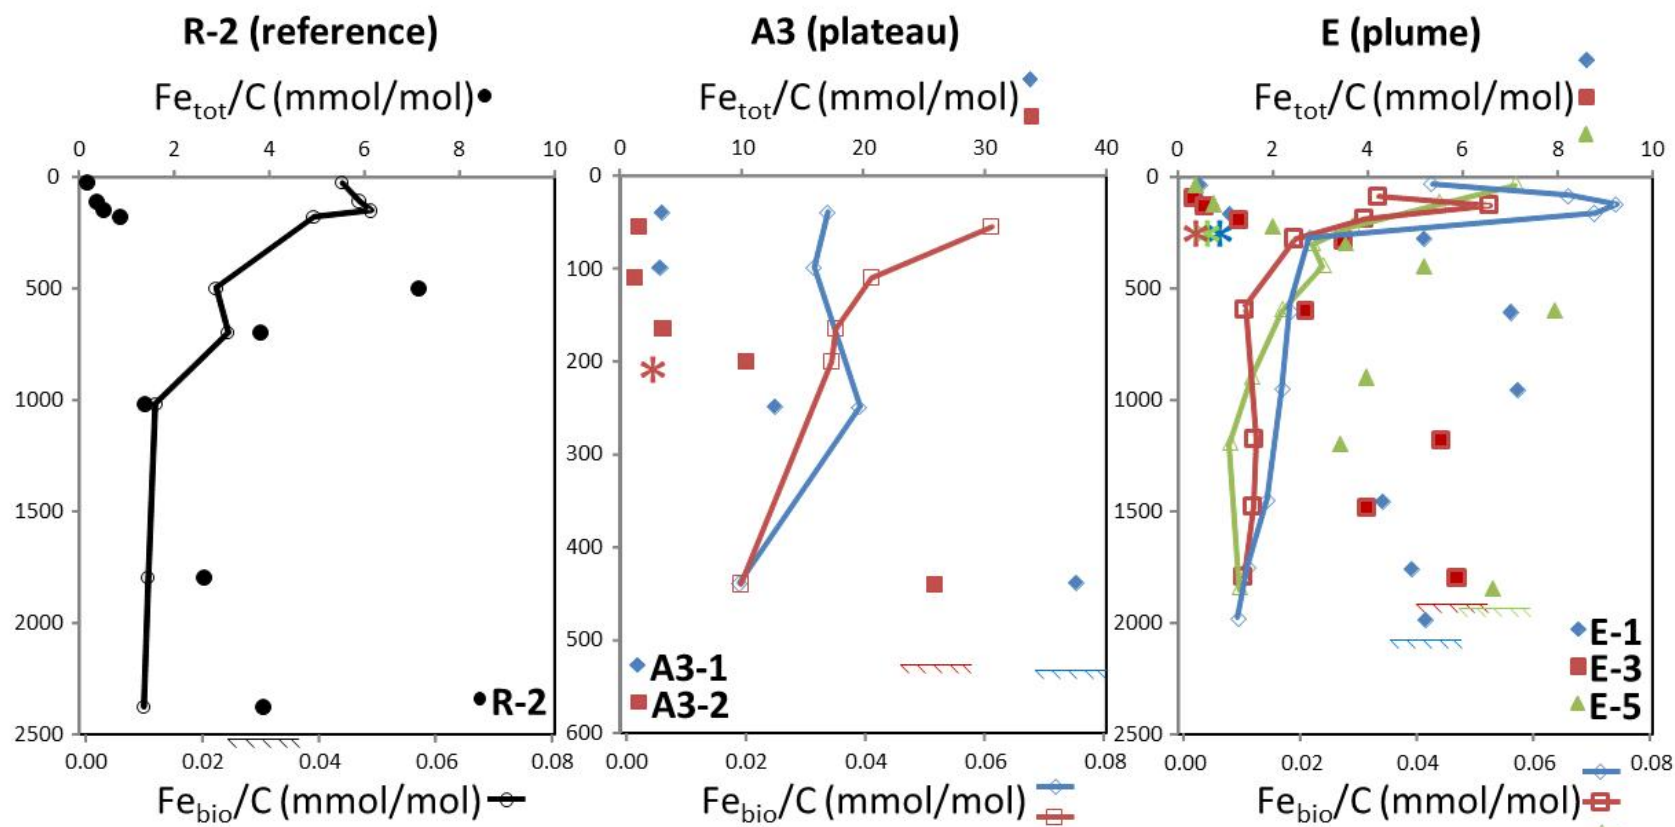 R-2 (reference)
Fetot/C (mmol/mol)
0 2 4 6 8 10
0
500
1000
1500
2000
2500
R-2
0.00 0.02 0.04 0.06 0.08
Febio/C (mmol/mol)
A3 (plateau)
Fetot/C (mmol/mol)
0 10 20 30 40
0
100
200
300
400
500
600
A3-1
A3-2
0.00 0.02 0.04 0.06 0.08
Febio/C (mmol/mol)
E (plume)
Fetot/C (mmol/mol)
0 2 4 6 8 10
0
500
1000
1500
2000
2500
E-1
E-3
E-5
0.00 0.02 0.04 0.06 0.08
Febio/C (mmol/mol)